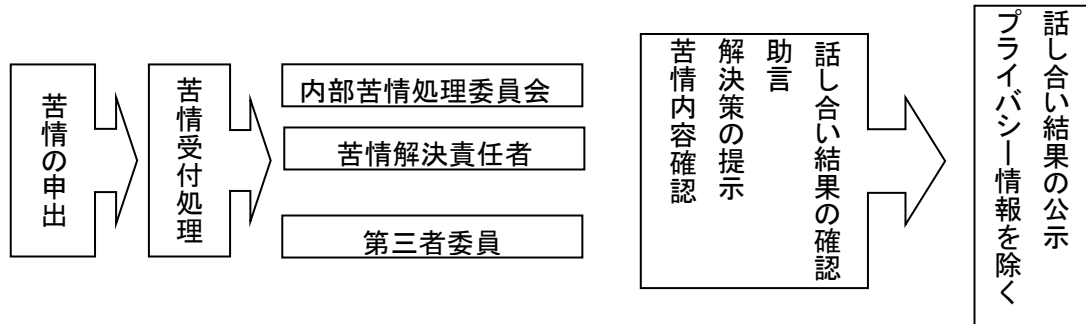 苦情の申出
苦情受付処理
内部苦情処理委員会
苦情解決責任者
第三者委員
話し合い結果の確認
助言
解決策の提示
苦情内容確認
話し合い結果の公示
プライバシー情報を除く